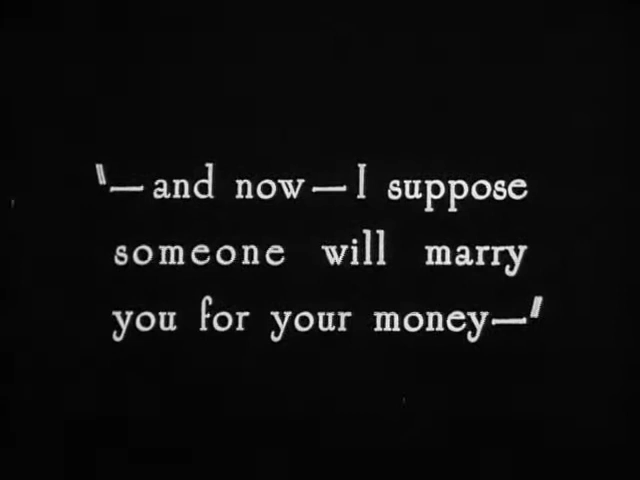 "—and now—I suppose
someone will marry
you for your money—"